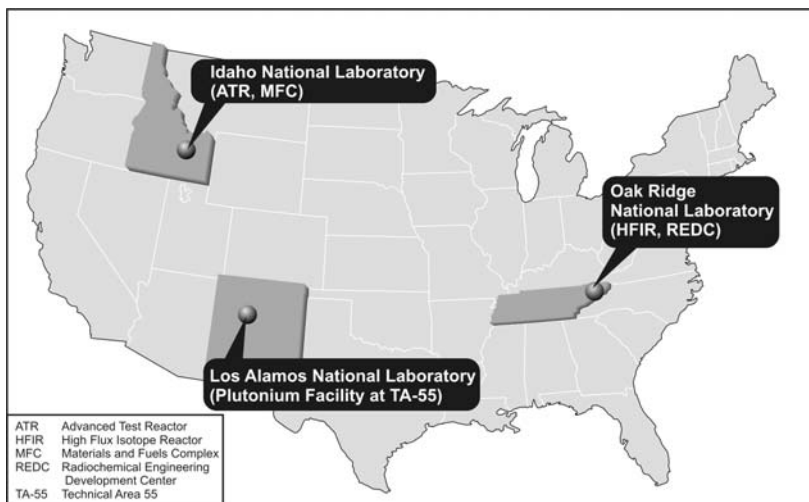 Idaho National Laboratory
(ATR, MFC)
Oak Ridge
National Laboratory
(HFIR, REDC)
Los Alamos National Laboratory
(Plutonium Facility at TA-55)
ATR Advanced Test Reactor
HFIR High Flux Isotope Reactor
MFC Materials and Fuels Complex
REDC Radiochemical Engineering
Development Center
TA-55 Technical Area 55